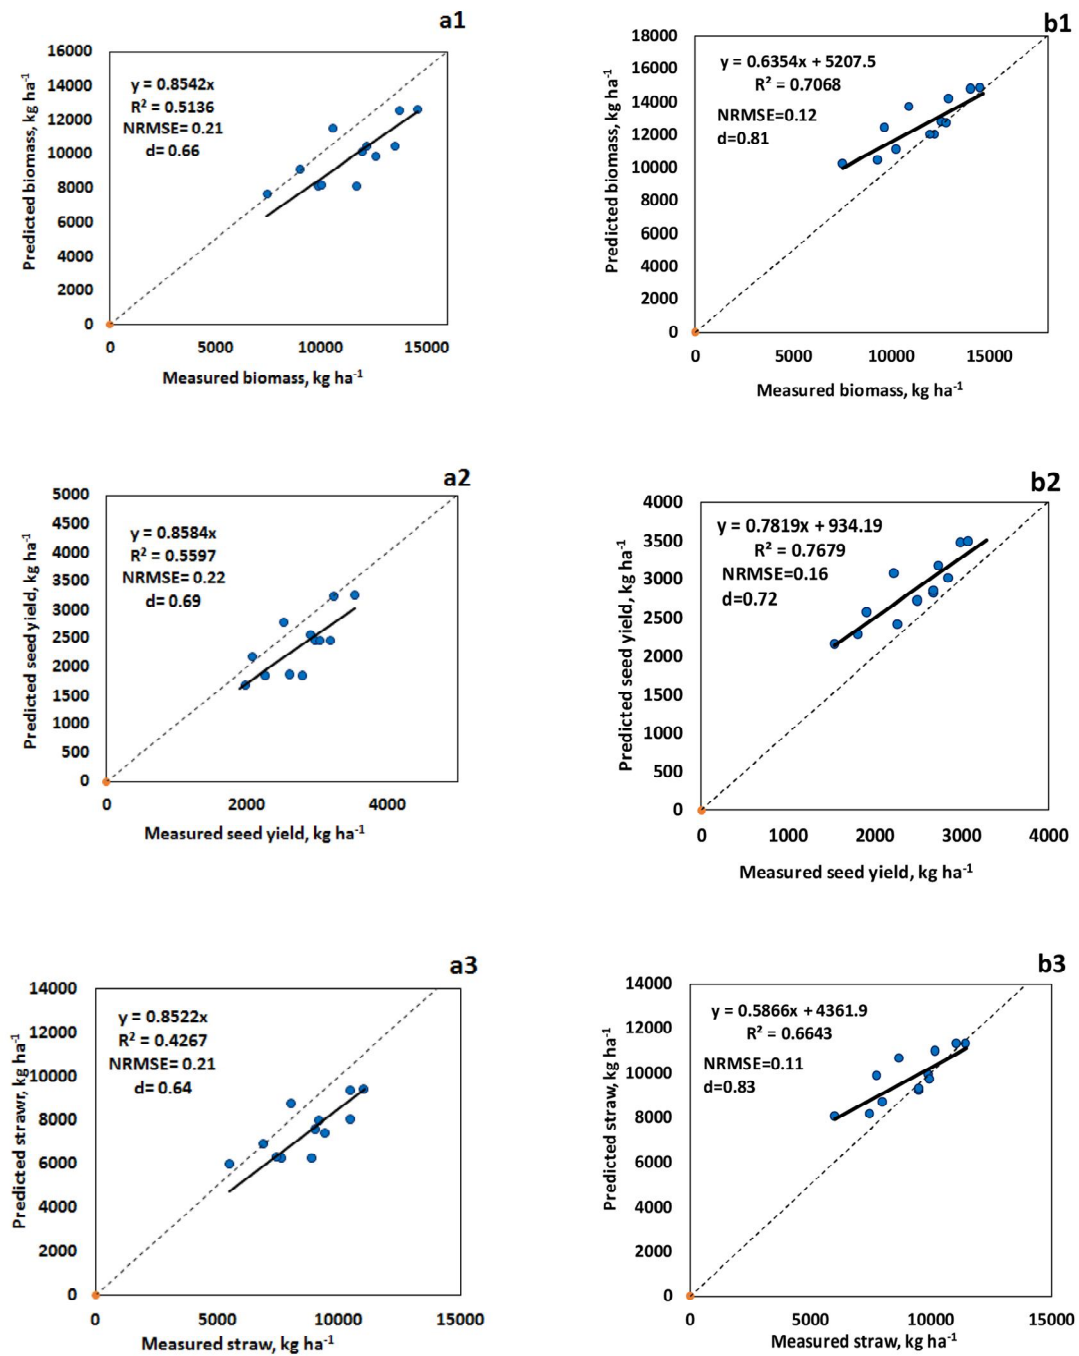 a1
16000
14000
12000
10000
8000
6000
4000
2000
0
Predicted biomass, kg ha⁻¹
y = 0.8542x
R² = 0.5136
NRMSE= 0.21
d= 0.66
0 5000 10000 15000
Measured biomass, kg ha⁻¹
b1
18000
16000
14000
12000
10000
8000
6000
4000
2000
0
Predicted biomass, kg ha⁻¹
y = 0.6354x + 5207.5
R² = 0.7068
NRMSE=0.12
d=0.81
0 5000 10000 15000
Measured biomass, kg ha⁻¹
a2
5000
4500
4000
3500
3000
2500
2000
1500
1000
500
0
Predicted seed yield, kg ha⁻¹
y = 0.8584x
R² = 0.5597
NRMSE= 0.22
d= 0.69
0 2000 4000
Measured seed yield, kg ha⁻¹
b2
4000
3500
3000
2500
2000
1500
1000
500
0
Predicted seed yield, kg ha⁻¹
y = 0.7819x + 934.19
R² = 0.7679
NRMSE=0.16
d=0.72
0 1000 2000 3000 4000
Measured seed yield, kg ha⁻¹
a3
14000
12000
10000
8000
6000
4000
2000
0
Predicted strawr, kg ha⁻¹
y = 0.8522x
R² = 0.4267
NRMSE= 0.21
d= 0.64
0 5000 10000 15000
Measured straw, kg ha⁻¹
b3
14000
12000
10000
8000
6000
4000
2000
0
Predicted straw, kg ha⁻¹
y = 0.5866x + 4361.9
R² = 0.6643
NRMSE=0.11
d=0.83
0 5000 10000 15000
Measured straw, kg ha⁻¹